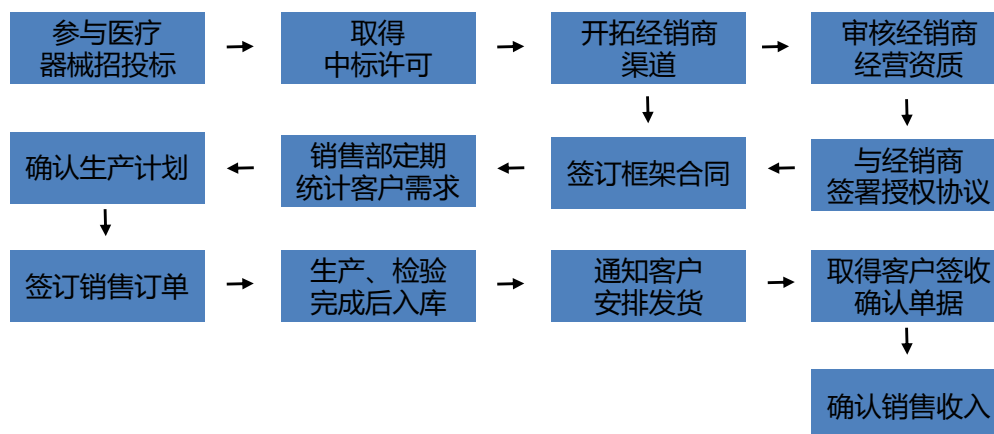 参与医疗
器械招投标
取得
中标许可
开拓经销商
渠道
审核经销商
经营资质
确认生产计划
销售部定期
统计客户需求
签订框架合同
与经销商
签署授权协议
签订销售订单
生产、检验
完成后入库
通知客户
安排发货
取得客户签收
确认单据
确认销售收入